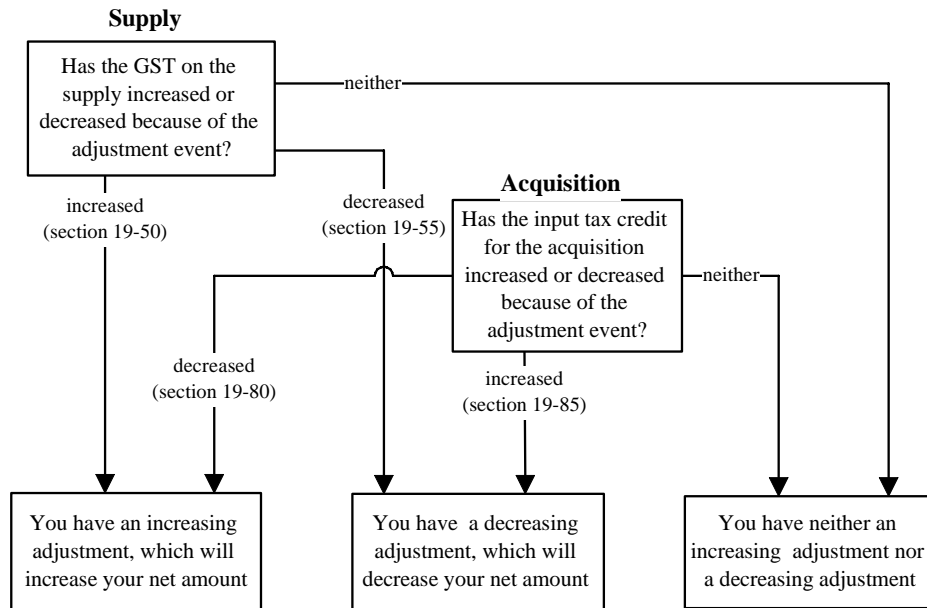 Supply
Has the GST on the
supply increased or
decreased because of the
adjustment event?
neither
increased
(section 19-50)
decreased
(section 19-55)
Acquisition
Has the input tax credit
for the acquisition
increased or decreased
because of the
adjustment event?
neither
decreased
(section 19-80)
increased
(section 19-85)
You have an increasing
adjustment, which will
increase your net amount
You have a decreasing
adjustment, which will
decrease your net amount
You have neither an
increasing adjustment nor
a decreasing adjustment